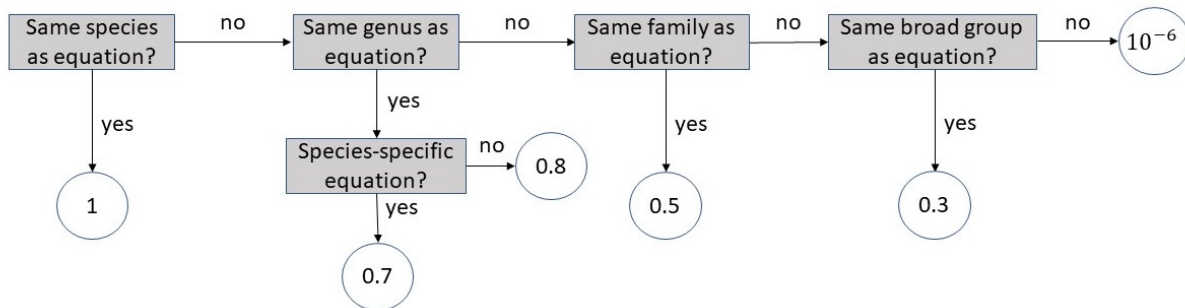 Same species
as equation?
no
Same genus as
equation?
no
Same family as
equation?
no
Same broad group
as equation?
no
10⁻⁶
yes
yes
yes
yes
Species-specific
equation?
no
0.8
1
yes
0.5
0.3
0.7